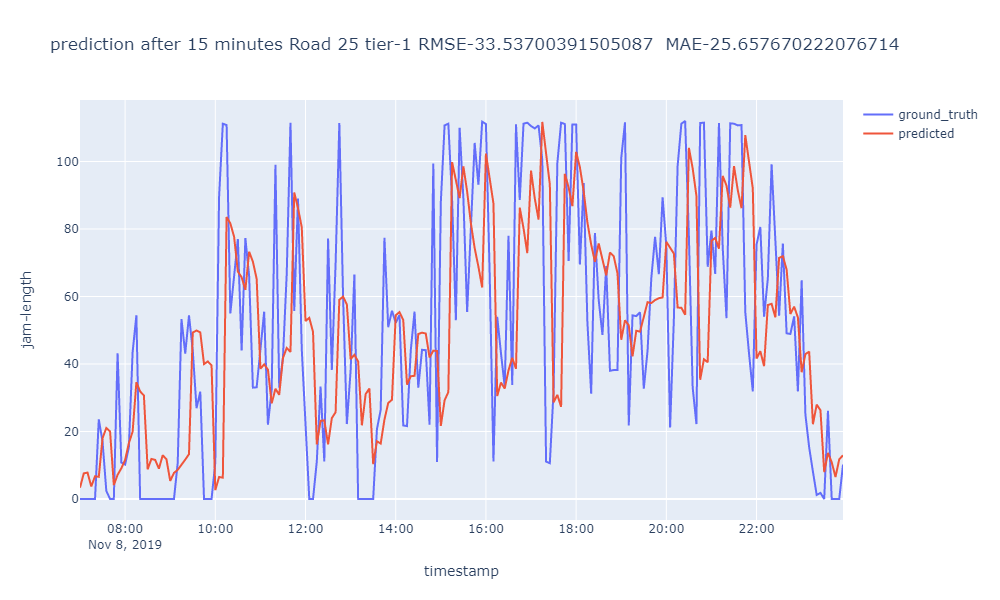 prediction after 15 minutes Road 25 tier-1 RMSE-33.53700391505087  MAE-25.657670222076714
ground_truth
predicted
jam-length
100
80
60
40
20
0
08:00 10:00 12:00 14:00 16:00 18:00 20:00 22:00
Nov 8, 2019
timestamp